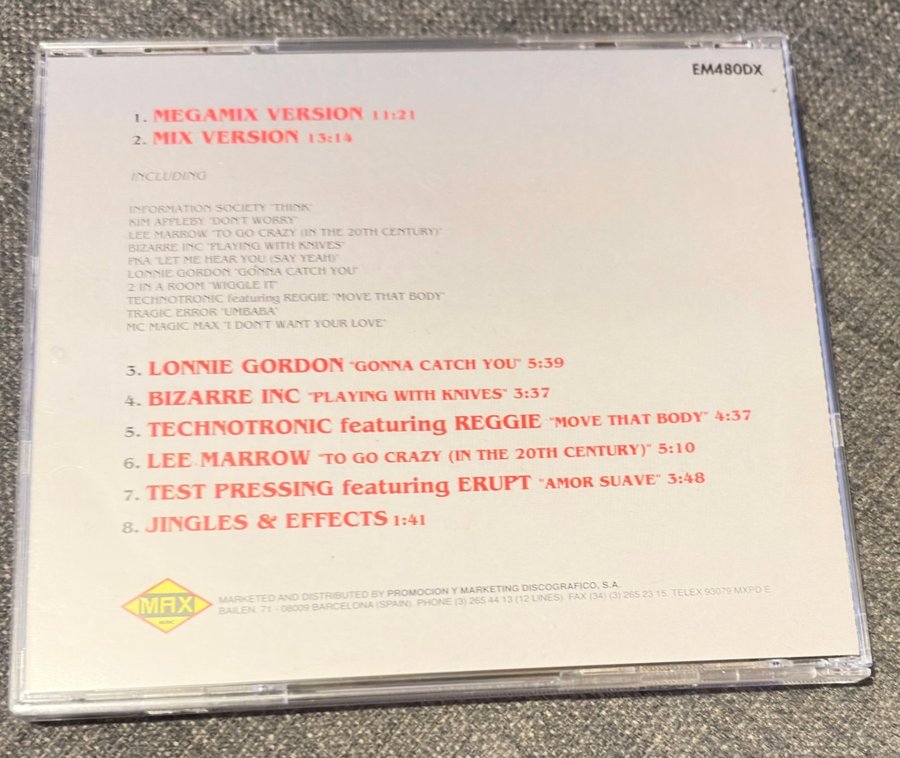 EM480DX
1. MEGAMIX VERSION 11:21
2. MIX VERSION 13:14
INCLUDING
INFORMATION SOCIETY "THINK"
KIM APPLEBY "DON'T WORRY"
LEE MARROW "TO GO CRAZY (IN THE 20TH CENTURY)"
BIZARRE INC "PLAYING WITH KNIVES"
PKA "LET ME HEAR YOU (SAY YEAH)"
LONNIE GORDON "GONNA CATCH YOU"
2 IN A ROOM "WIGGLE IT"
TECHNOTRONIC featuring REGGIE "MOVE THAT BODY"
TRAGIC ERROR "UMBABA"
MC MAGIC MAX "I DON'T WANT YOUR LOVE"
3. LONNIE GORDON "GONNA CATCH YOU" 5:39
4. BIZARRE INC "PLAYING WITH KNIVES" 3:37
5. TECHNOTRONIC featuring REGGIE "MOVE THAT BODY" 4:37
6. LEE MARROW "TO GO CRAZY (IN THE 20TH CENTURY)" 5:10
7. TEST PRESSING featuring ERUPT "AMOR SUAVE" 3:48
8. JINGLES & EFFECTS 1:41
MAX
MUSIC
MARKETED AND DISTRIBUTED BY PROMOCION Y MARKETING DISCOGRAFICO, S.A.
BAILEN, 71 - 08009 BARCELONA (SPAIN). PHONE (3) 265 44 13 (12 LINES). FAX (34) (3) 265 23 15. TELEX 93079 MXPD E